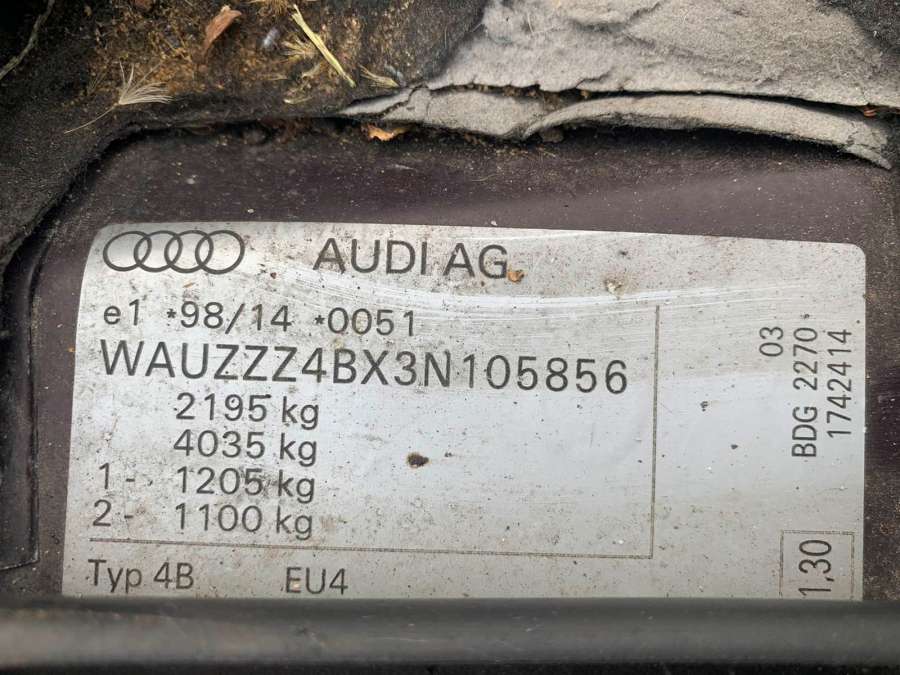 AUDI AG
e1 *98/14 *0051
WAUZZZ4BX3N105856
2195 kg
4035 kg
1- 1205 kg
2- 1100 kg
Typ 4B EU4
03
BDG 2270
1742414
1,30